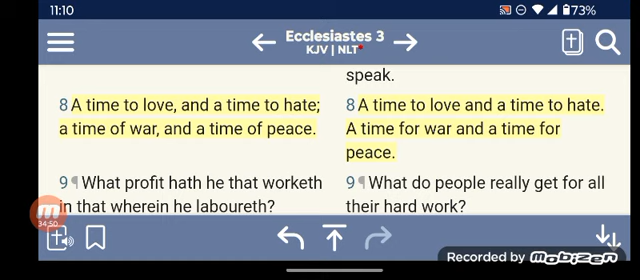 11:10
73%
Ecclesiastes 3
KJV | NLT
speak.
8 A time to love, and a time to hate;
a time of war, and a time of peace.
9 ¶ What profit hath he that worketh
in that wherein he laboureth?
8 A time to love and a time to hate.
A time for war and a time for
peace.
9 ¶ What do people really get for all
their hard work?
34:50
Recorded by mobizen